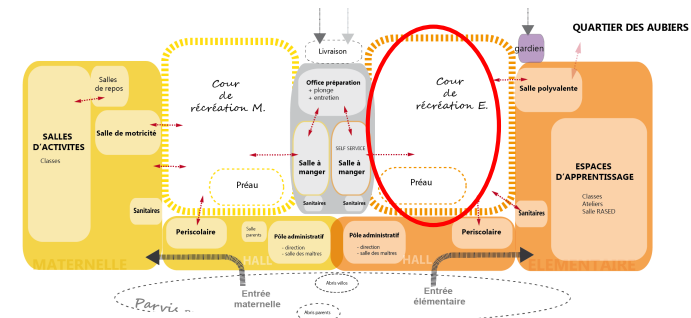 QUARTIER DES AUBIERS
Livraison
gardien
Salles
de repos
Cour
de
récréation M.
Office préparation
+ plonge
+ entretien
Cour
de
récréation E.
Salle polyvalente
SALLES
D'ACTIVITES
Classes
Salle de motricité
SELF SERVICE
Salle à
manger
Salle à
manger
ESPACES
D'APPRENTISSAGE
Classes
Ateliers
Salle RASED
Préau
Préau
Sanitaires
Sanitaires
Sanitaires
Sanitaires
Periscolaire
Salle
parents
Pôle administratif
- direction
- salle des maîtres
Pôle administratif
- direction
- salle des maîtres
Periscolaire
MATERNELLE
HALL
HALL
ELEMENTAIRE
Entrée
maternelle
Abris vélos
Entrée
élémentaire
Parvis
Abris parents